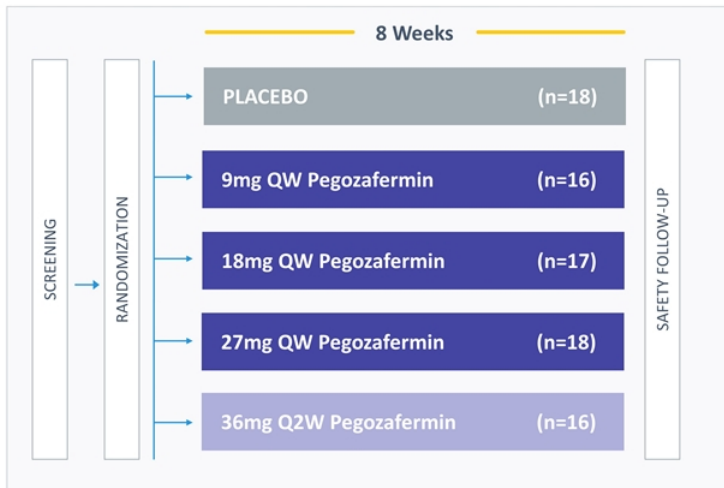 8 Weeks
SCREENING
RANDOMIZATION
PLACEBO (n=18)
9mg QW Pegozafermin (n=16)
18mg QW Pegozafermin (n=17)
27mg QW Pegozafermin (n=18)
36mg Q2W Pegozafermin (n=16)
SAFETY FOLLOW-UP